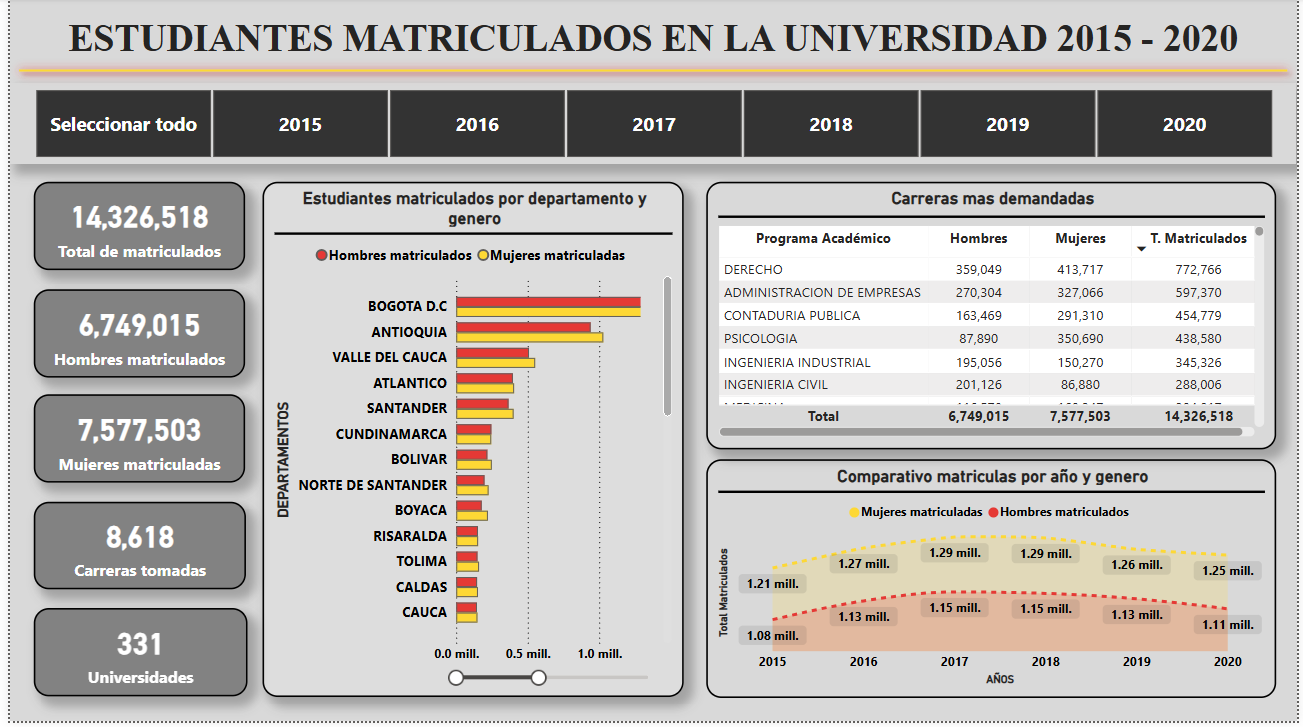 ESTUDIANTES MATRICULADOS EN LA UNIVERSIDAD 2015 - 2020
Seleccionar todo
2015
2016
2017
2018
2019
2020
14,326,518
Total de matriculados
6,749,015
Hombres matriculados
7,577,503
Mujeres matriculadas
8,618
Carreras tomadas
331
Universidades
Estudiantes matriculados por departamento y
genero
Hombres matriculados Mujeres matriculadas
DEPARTAMENTOS
BOGOTA D.C
ANTIOQUIA
VALLE DEL CAUCA
ATLANTICO
SANTANDER
CUNDINAMARCA
BOLIVAR
NORTE DE SANTANDER
BOYACA
RISARALDA
TOLIMA
CALDAS
CAUCA
0.0 mill. 0.5 mill. 1.0 mill.
Carreras mas demandadas
Programa Académico Hombres Mujeres T. Matriculados
DERECHO 359,049 413,717 772,766
ADMINISTRACION DE EMPRESAS 270,304 327,066 597,370
CONTADURIA PUBLICA 163,469 291,310 454,779
PSICOLOGIA 87,890 350,690 438,580
INGENIERIA INDUSTRIAL 195,056 150,270 345,326
INGENIERIA CIVIL 201,126 86,880 288,006
Total 6,749,015 7,577,503 14,326,518
Comparativo matriculas por año y genero
Mujeres matriculadas Hombres matriculados
Total Matriculados
1.21 mill. 1.27 mill. 1.29 mill. 1.29 mill. 1.26 mill. 1.25 mill.
1.08 mill. 1.13 mill. 1.15 mill. 1.15 mill. 1.13 mill. 1.11 mill.
2015 2016 2017 2018 2019 2020
AÑOS